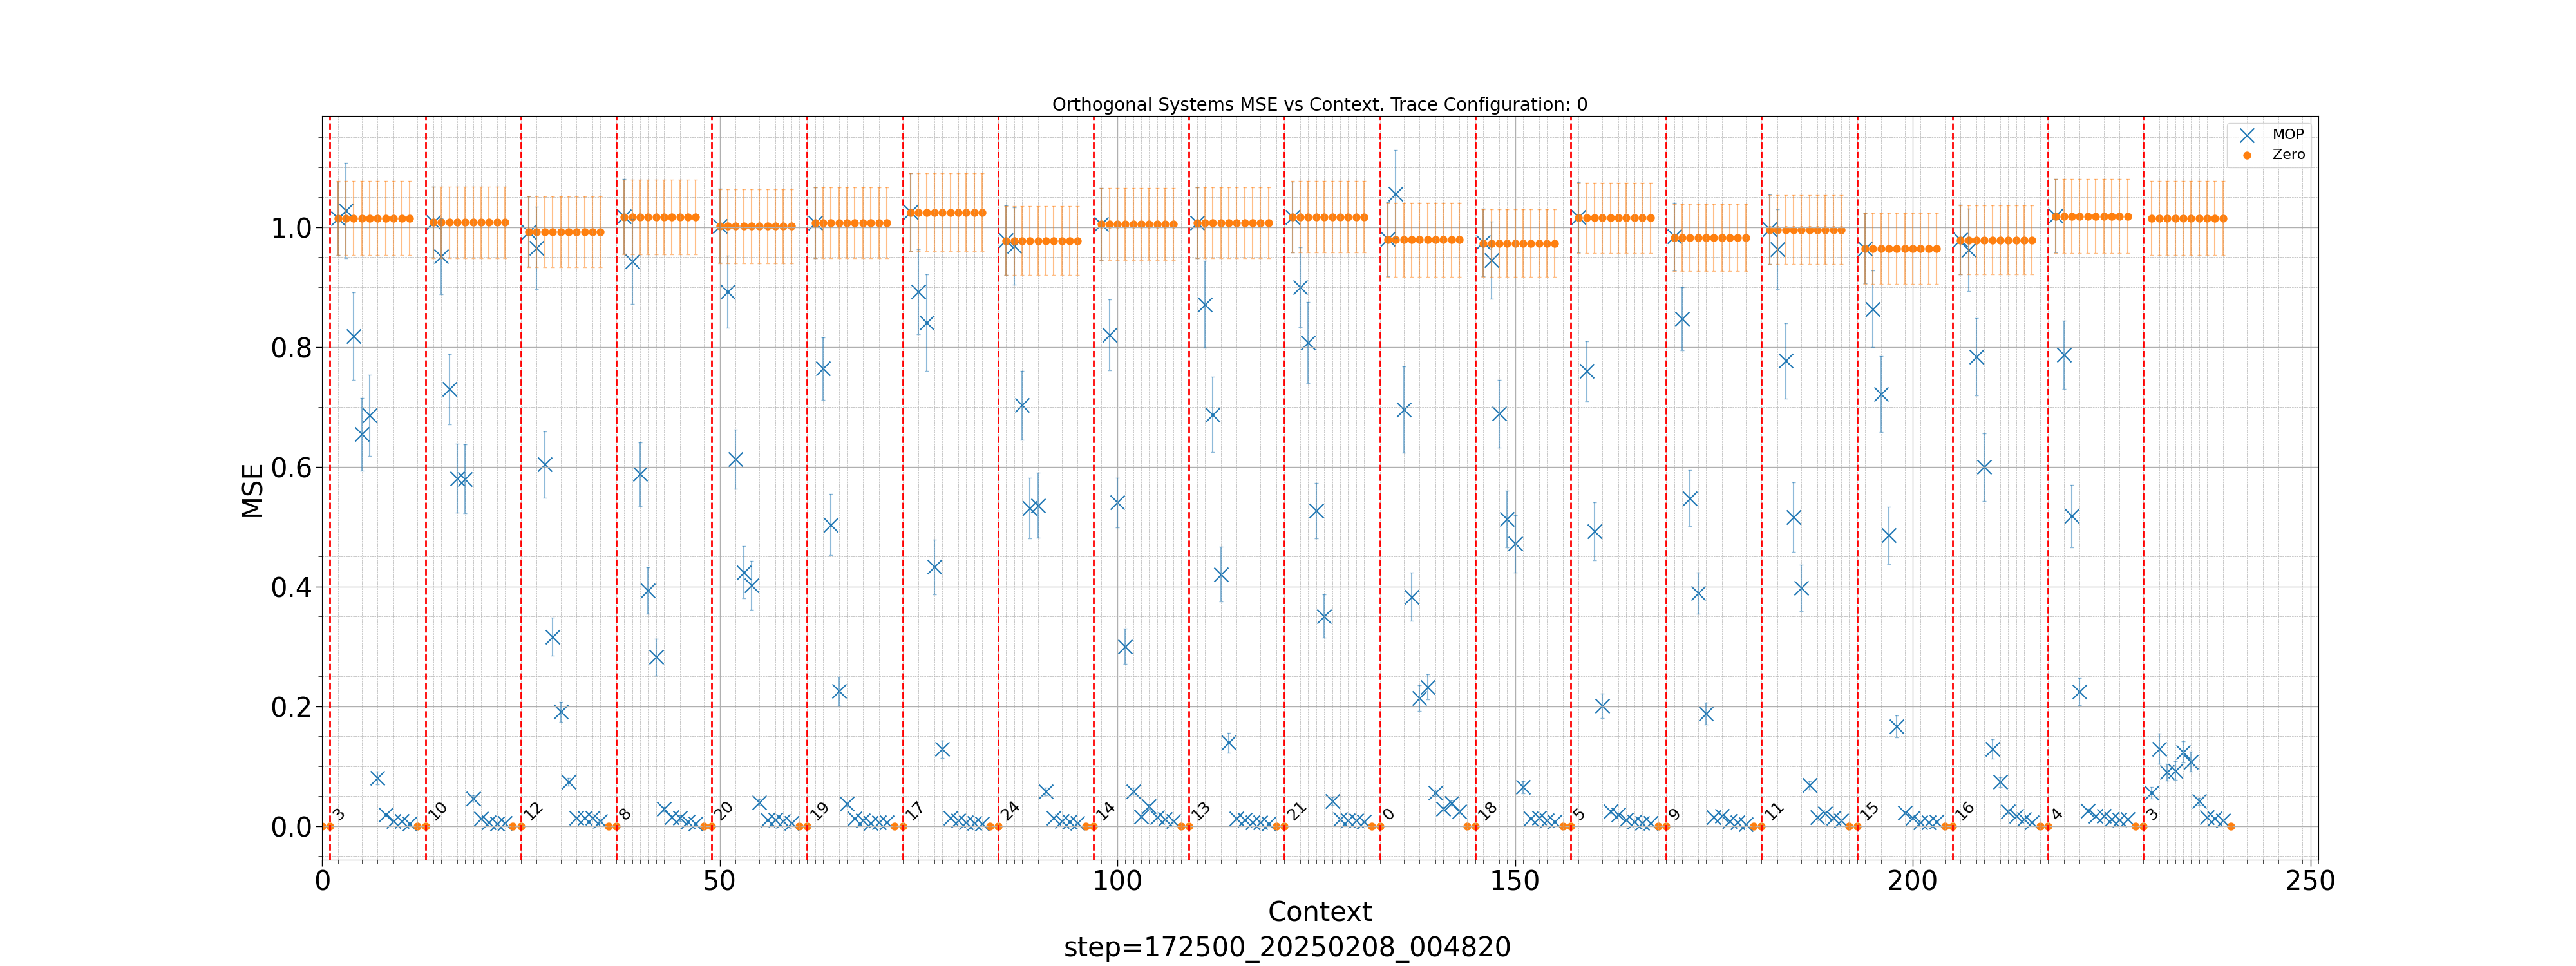 Orthogonal Systems MSE vs Context. Trace Configuration: 0
MOP
Zero
MSE
1.0
0.8
0.6
0.4
0.2
0.0
3 10 12 8 20 19 17 24 14 13 21 0 18 5 9 11 15 16 4 3
0 50 100 150 200 250
Context
step=172500_20250208_004820